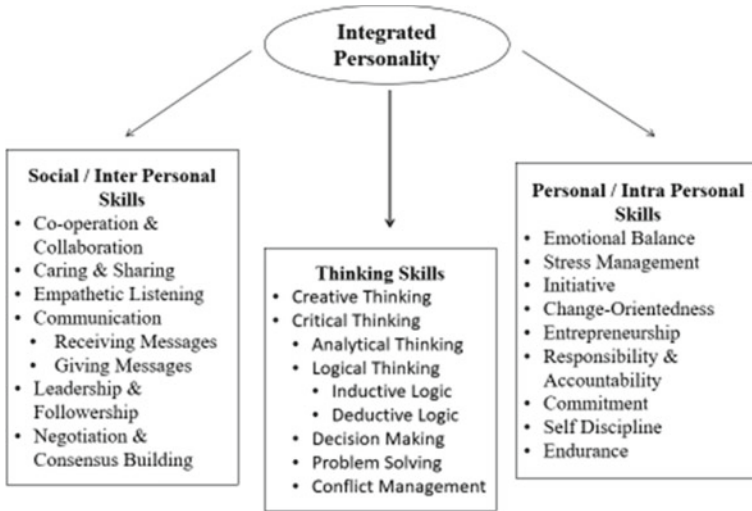 Integrated
Personality
Social / Inter Personal
Skills
• Co-operation &
Collaboration
• Caring & Sharing
• Empathetic Listening
• Communication
• Receiving Messages
• Giving Messages
• Leadership &
Followership
• Negotiation &
Consensus Building
Thinking Skills
• Creative Thinking
• Critical Thinking
• Analytical Thinking
• Logical Thinking
• Inductive Logic
• Deductive Logic
• Decision Making
• Problem Solving
• Conflict Management
Personal / Intra Personal
Skills
• Emotional Balance
• Stress Management
• Initiative
• Change-Orientedness
• Entrepreneurship
• Responsibility &
Accountability
• Commitment
• Self Discipline
• Endurance